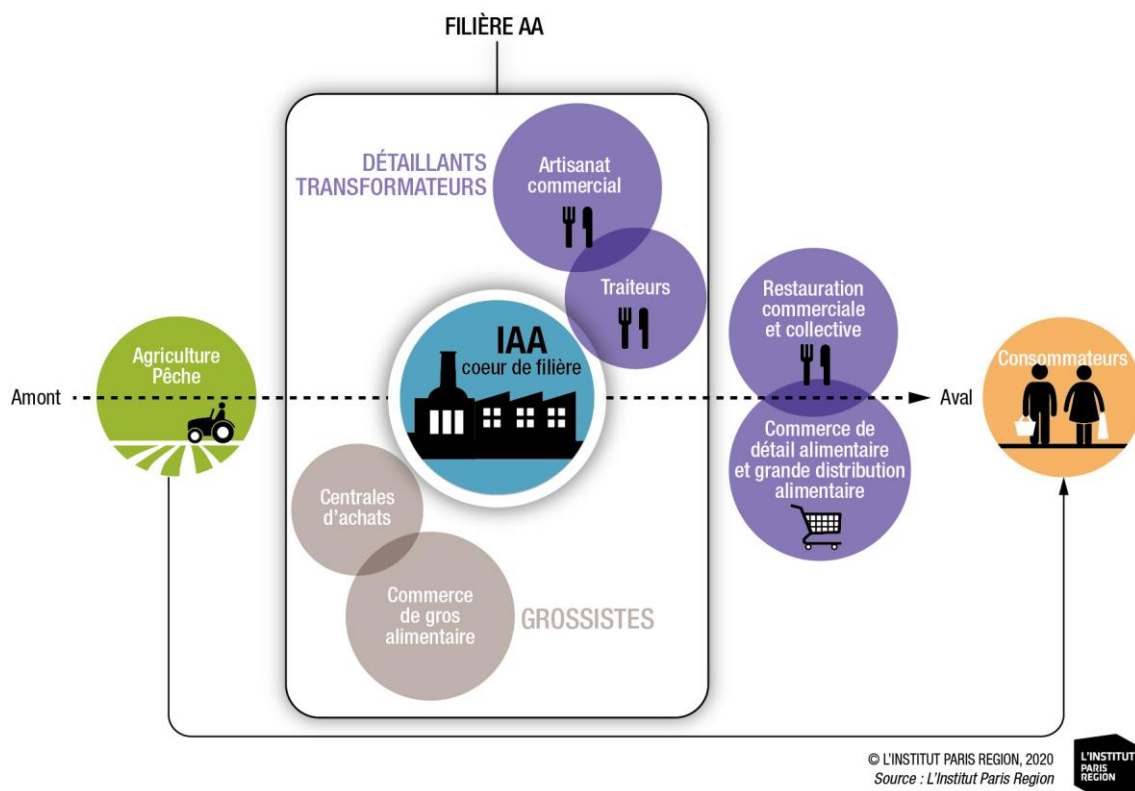 FILIÈRE AA
DÉTAILLANTS
TRANSFORMATEURS
Artisanat
commercial
Traiteurs
IAA
coeur de filière
Restauration
commerciale
et collective
Agriculture
Pêche
Consommateurs
Amont
Aval
Commerce de
détail alimentaire
et grande distribution
alimentaire
Centrales
d'achats
Commerce
de gros
alimentaire
GROSSISTES
© L'INSTITUT PARIS REGION, 2020
Source : L'Institut Paris Region
L'INSTITUT
PARIS
REGION